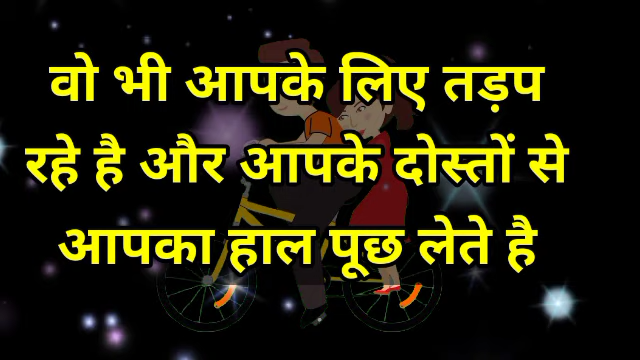 वो भी आपके लिए तड़प
रहे है और आपके दोस्तों से
आपका हाल पूछ लेते है